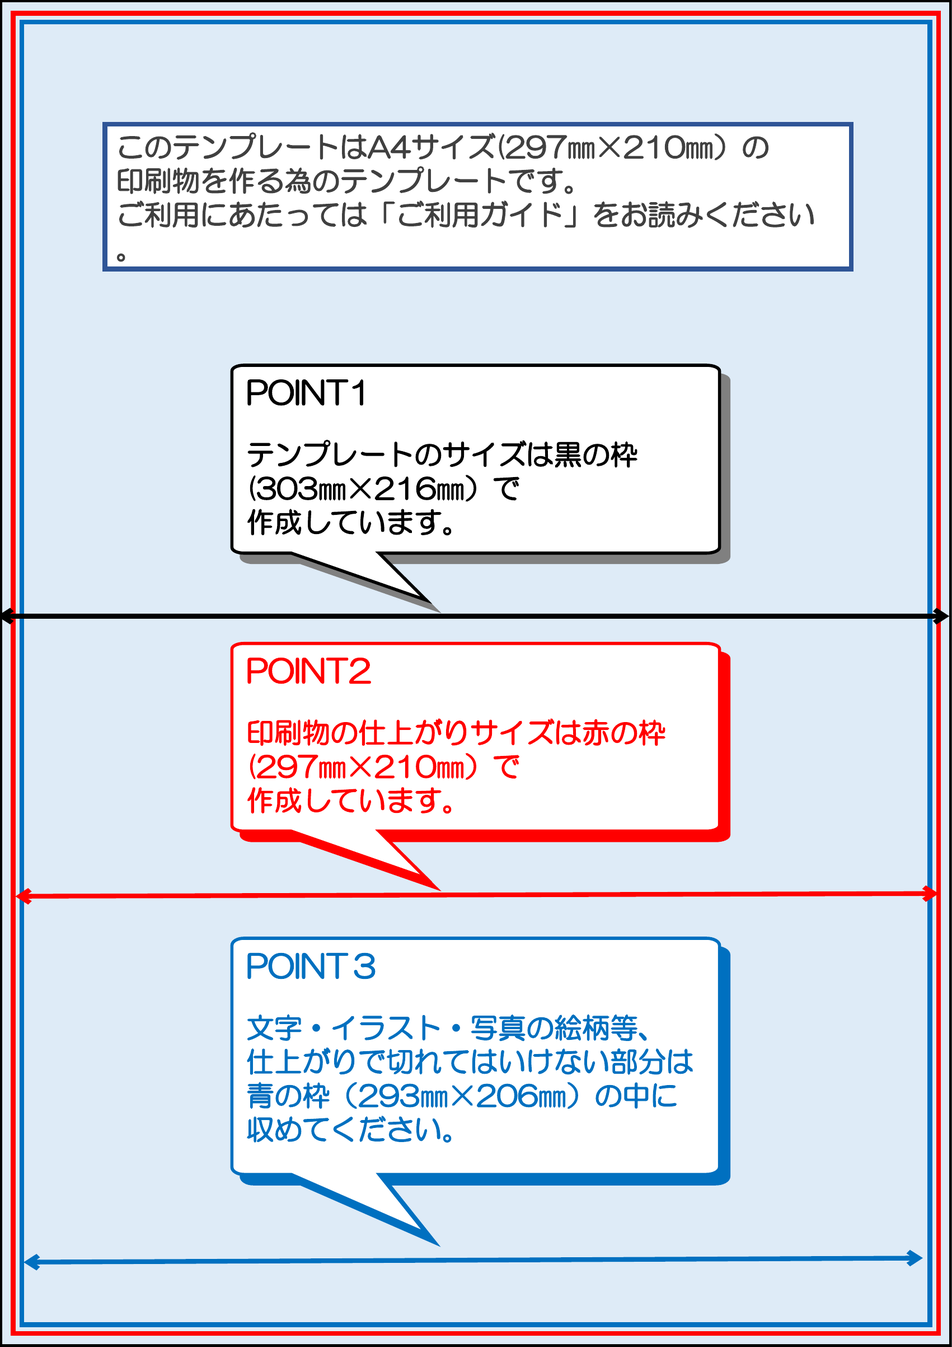 このテンプレートはA4サイズ(297㎜×210㎜）の
印刷物を作る為のテンプレートです。
ご利用にあたっては「ご利用ガイド」をお読みください
。
POINT1
テンプレートのサイズは黒の枠
(303㎜×216㎜）で
作成しています。
POINT2
印刷物の仕上がりサイズは赤の枠
(297㎜×210㎜）で
作成しています。
POINT３
文字・イラスト・写真の絵柄等、
仕上がりで切れてはいけない部分は
青の枠（293㎜×206㎜）の中に
収めてください。